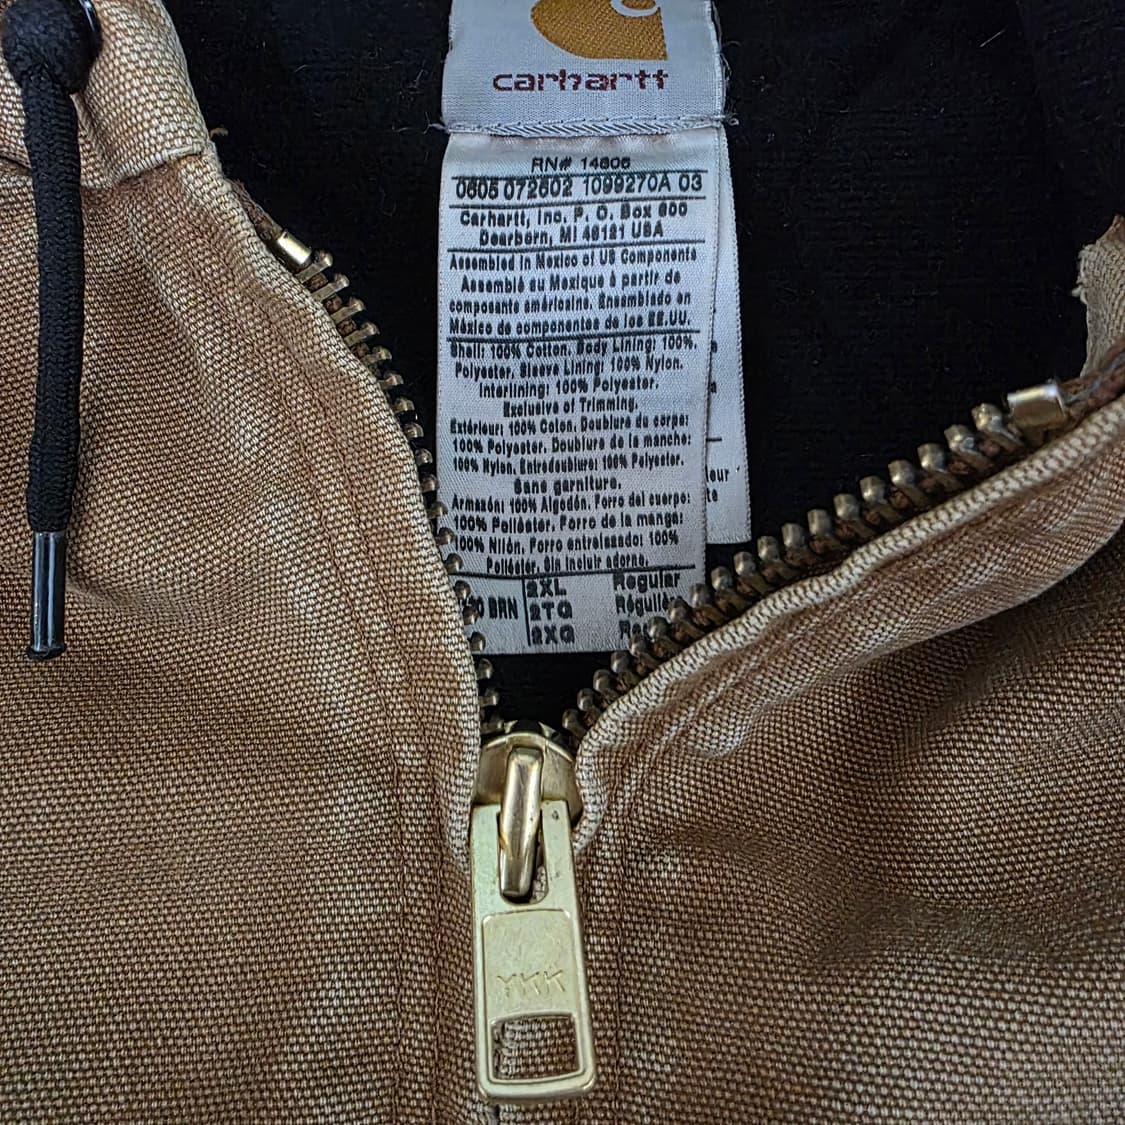 carhartt
RN# 14806
0605 072602 1099270A 03
Carhartt, Inc. P. O. Box 600
Dearborn, MI 48121 USA
Assembled in Mexico of US Components
Assemblé au Mexique à partir de
composants américains. Ensamblado en
México de componentes de los EE.UU.
Shell: 100% Cotton. Body Lining: 100%
Polyester. Sleeve Lining: 100% Nylon.
Interlining: 100% Polyester.
Exclusive of Trimming.
Extérieur: 100% Coton. Doublure du corps:
100% Polyester. Doublure de la manche:
100% Nylon. Entredoublure: 100% Polyester.
Sans garniture.
Armazón: 100% Algodón. Forro del cuerpo:
100% Poliéster. Forro de la manga:
100% Nilón. Forro entrelazado: 100%
Poliéster. Sin incluir adorno.
BRN 2XL Regular
2TG Régulière
2XG
YKK